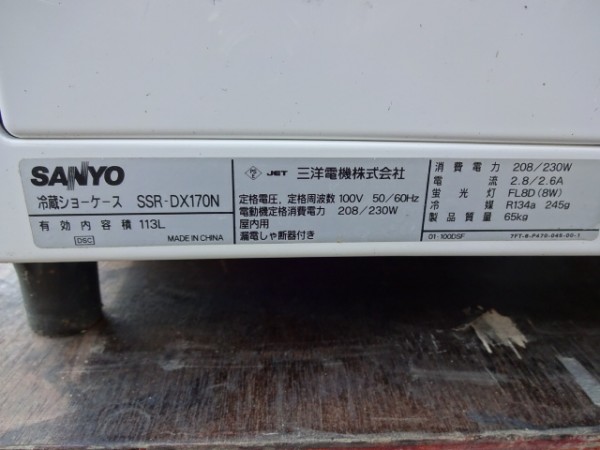 SANYO
冷蔵ショーケース SSR-DX170N
有効内容積 113L
DSC MADE IN CHINA
JET 三洋電機株式会社
定格電圧、定格周波数 100V 50/60Hz
電動機定格消費電力 208/230W
屋内用
漏電しゃ断器付き
消費電力 208/230W
電流 2.8/2.6A
蛍光灯 FL8D(8W)
冷媒 R134a 245g
製品質量 65kg
01-100DSF